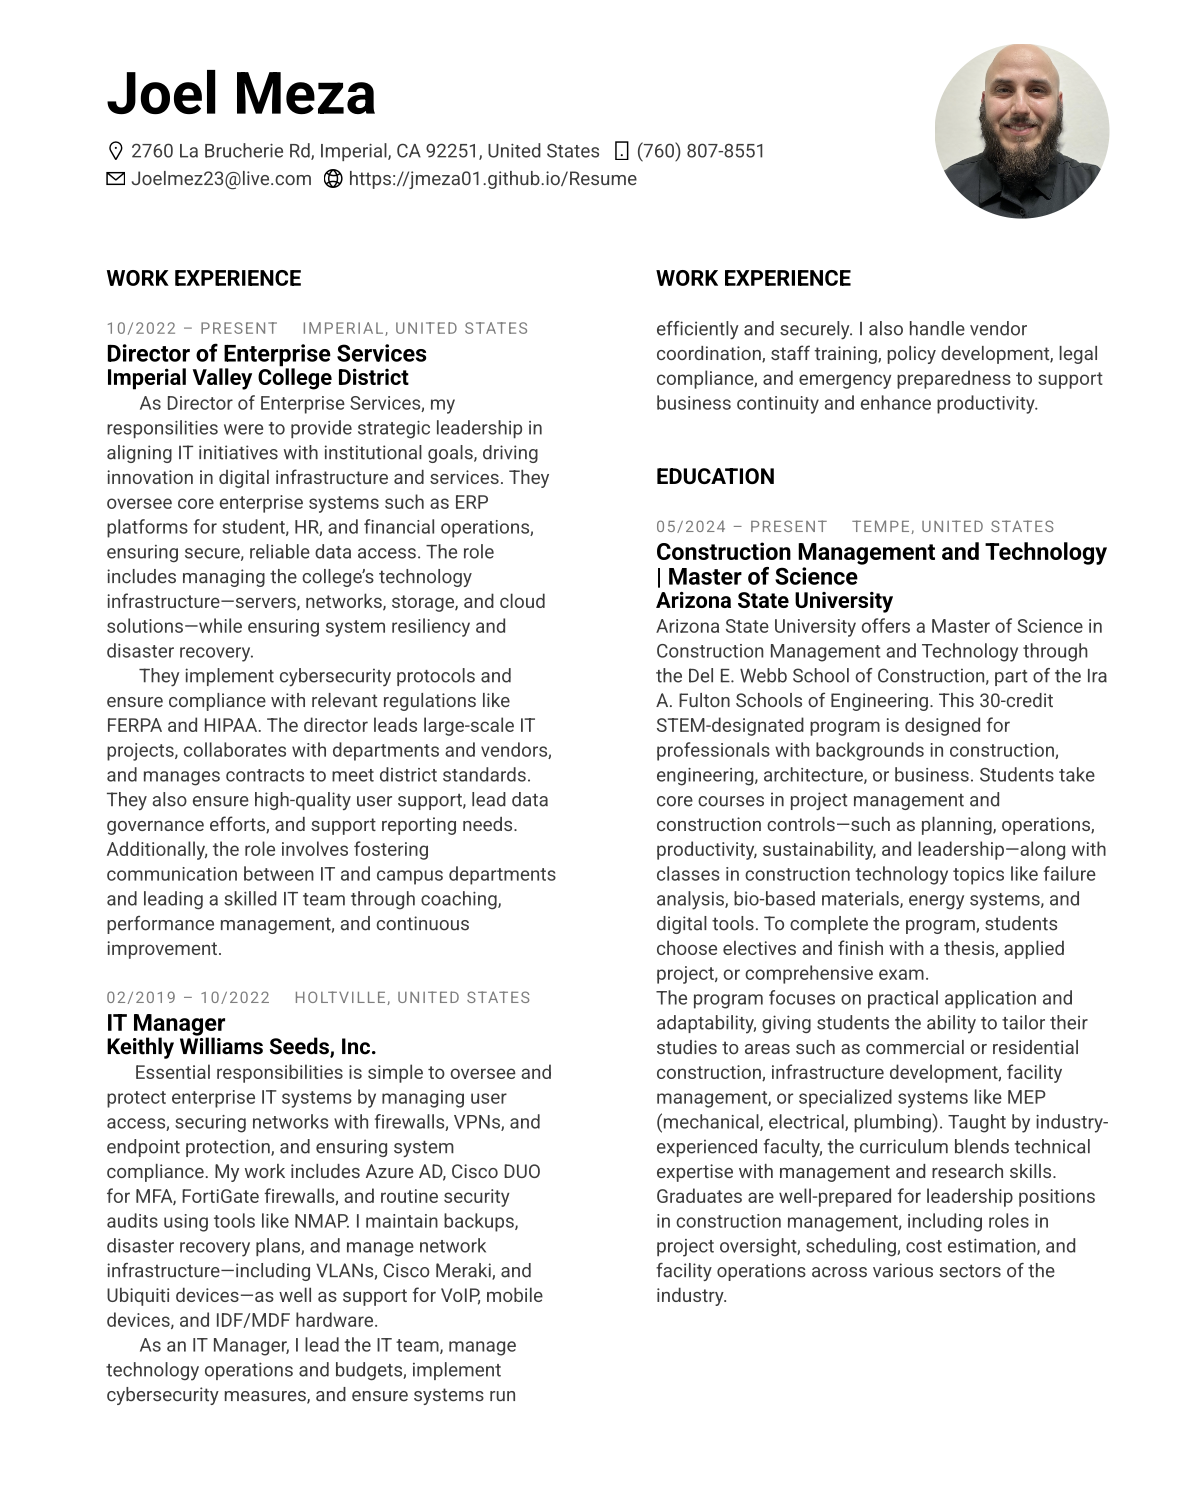 Joel Meza
2760 La Brucherie Rd, Imperial, CA 92251, United States (760) 807-8551
Joelmez23@live.com https://jmeza01.github.io/Resume
WORK EXPERIENCE
10/2022 – PRESENT IMPERIAL, UNITED STATES
Director of Enterprise Services
Imperial Valley College District
As Director of Enterprise Services, my
responsilities were to provide strategic leadership in
aligning IT initiatives with institutional goals, driving
innovation in digital infrastructure and services. They
oversee core enterprise systems such as ERP
platforms for student, HR, and financial operations,
ensuring secure, reliable data access. The role
includes managing the college’s technology
infrastructure—servers, networks, storage, and cloud
solutions—while ensuring system resiliency and
disaster recovery.
They implement cybersecurity protocols and
ensure compliance with relevant regulations like
FERPA and HIPAA. The director leads large-scale IT
projects, collaborates with departments and vendors,
and manages contracts to meet district standards.
They also ensure high-quality user support, lead data
governance efforts, and support reporting needs.
Additionally, the role involves fostering
communication between IT and campus departments
and leading a skilled IT team through coaching,
performance management, and continuous
improvement.
02/2019 – 10/2022 HOLTVILLE, UNITED STATES
IT Manager
Keithly Williams Seeds, Inc.
Essential responsibilities is simple to oversee and
protect enterprise IT systems by managing user
access, securing networks with firewalls, VPNs, and
endpoint protection, and ensuring system
compliance. My work includes Azure AD, Cisco DUO
for MFA, FortiGate firewalls, and routine security
audits using tools like NMAP. I maintain backups,
disaster recovery plans, and manage network
infrastructure—including VLANs, Cisco Meraki, and
Ubiquiti devices—as well as support for VoIP, mobile
devices, and IDF/MDF hardware.
As an IT Manager, I lead the IT team, manage
technology operations and budgets, implement
cybersecurity measures, and ensure systems run
WORK EXPERIENCE
efficiently and securely. I also handle vendor
coordination, staff training, policy development, legal
compliance, and emergency preparedness to support
business continuity and enhance productivity.
EDUCATION
05/2024 – PRESENT TEMPE, UNITED STATES
Construction Management and Technology
| Master of Science
Arizona State University
Arizona State University offers a Master of Science in
Construction Management and Technology through
the Del E. Webb School of Construction, part of the Ira
A. Fulton Schools of Engineering. This 30-credit
STEM-designated program is designed for
professionals with backgrounds in construction,
engineering, architecture, or business. Students take
core courses in project management and
construction controls—such as planning, operations,
productivity, sustainability, and leadership—along with
classes in construction technology topics like failure
analysis, bio-based materials, energy systems, and
digital tools. To complete the program, students
choose electives and finish with a thesis, applied
project, or comprehensive exam.
The program focuses on practical application and
adaptability, giving students the ability to tailor their
studies to areas such as commercial or residential
construction, infrastructure development, facility
management, or specialized systems like MEP
(mechanical, electrical, plumbing). Taught by industry-
experienced faculty, the curriculum blends technical
expertise with management and research skills.
Graduates are well-prepared for leadership positions
in construction management, including roles in
project oversight, scheduling, cost estimation, and
facility operations across various sectors of the
industry.